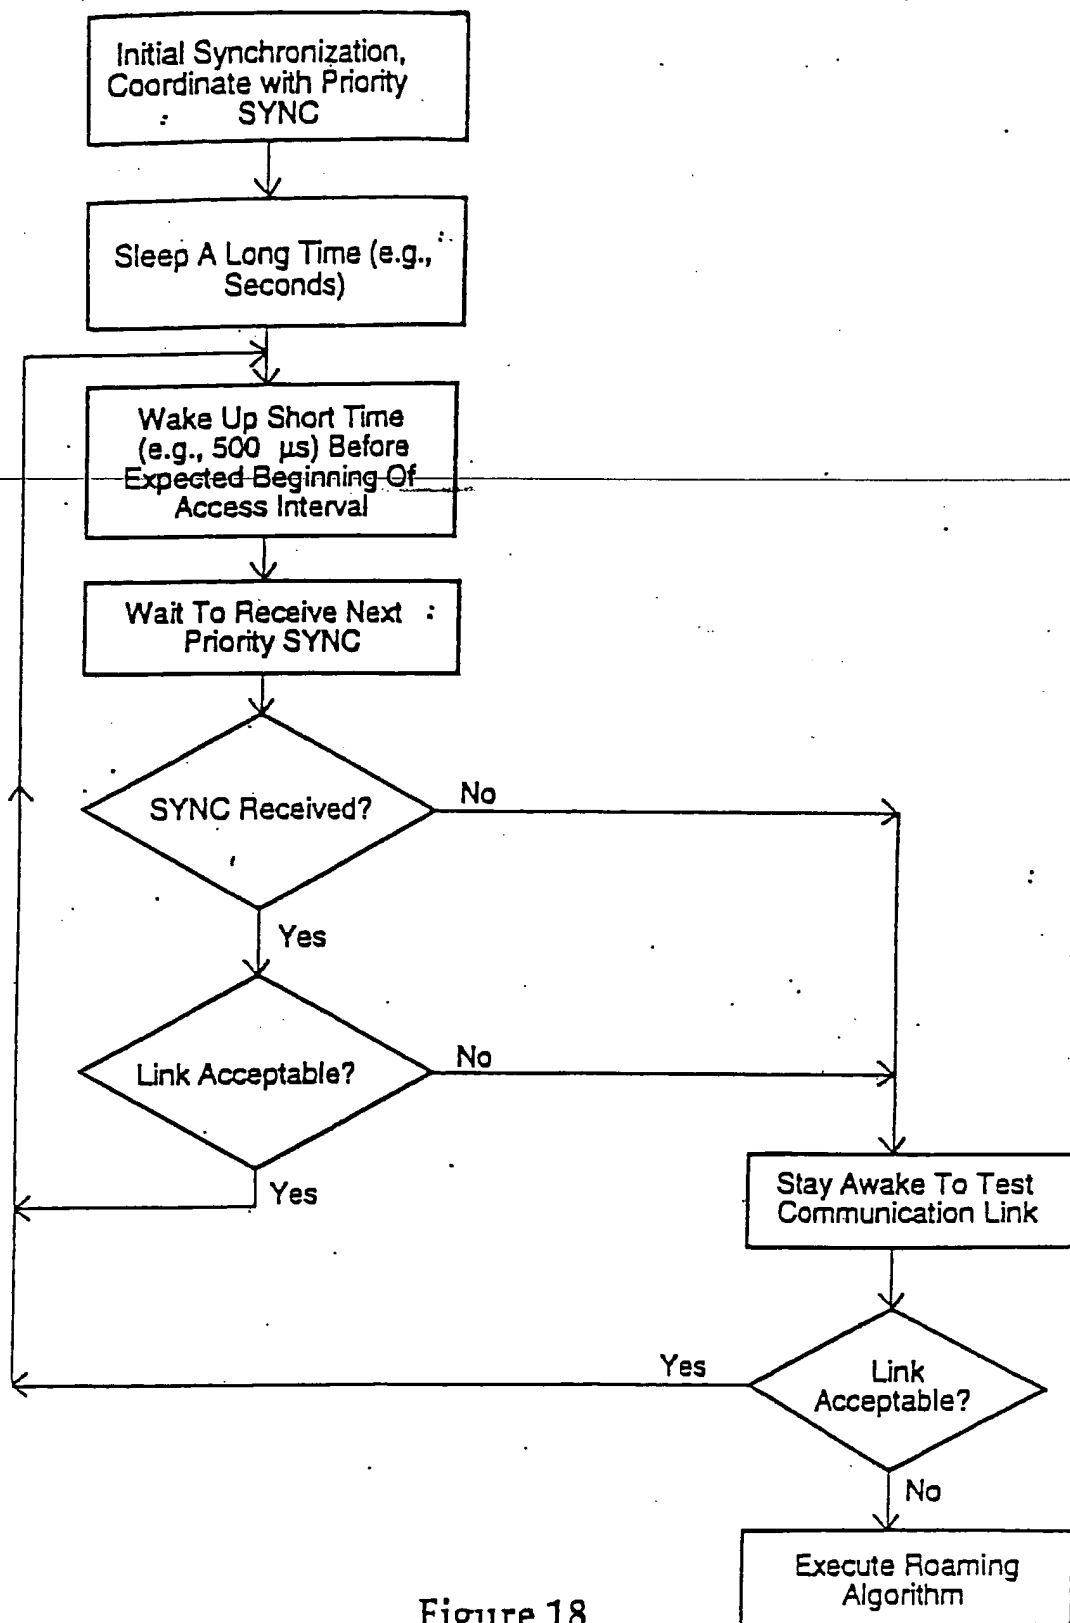 Initial Synchronization,
Coordinate with Priority
SYNC
Sleep A Long Time (e.g.,
Seconds)
Wake Up Short Time
(e.g., 500 µs) Before
Expected Beginning Of
Access Interval
Wait To Receive Next
Priority SYNC
SYNC Received?
No
Yes
Link Acceptable?
No
Yes
Stay Awake To Test
Communication Link
Yes
Link
Acceptable?
No
Execute Roaming
Algorithm
Figure 18